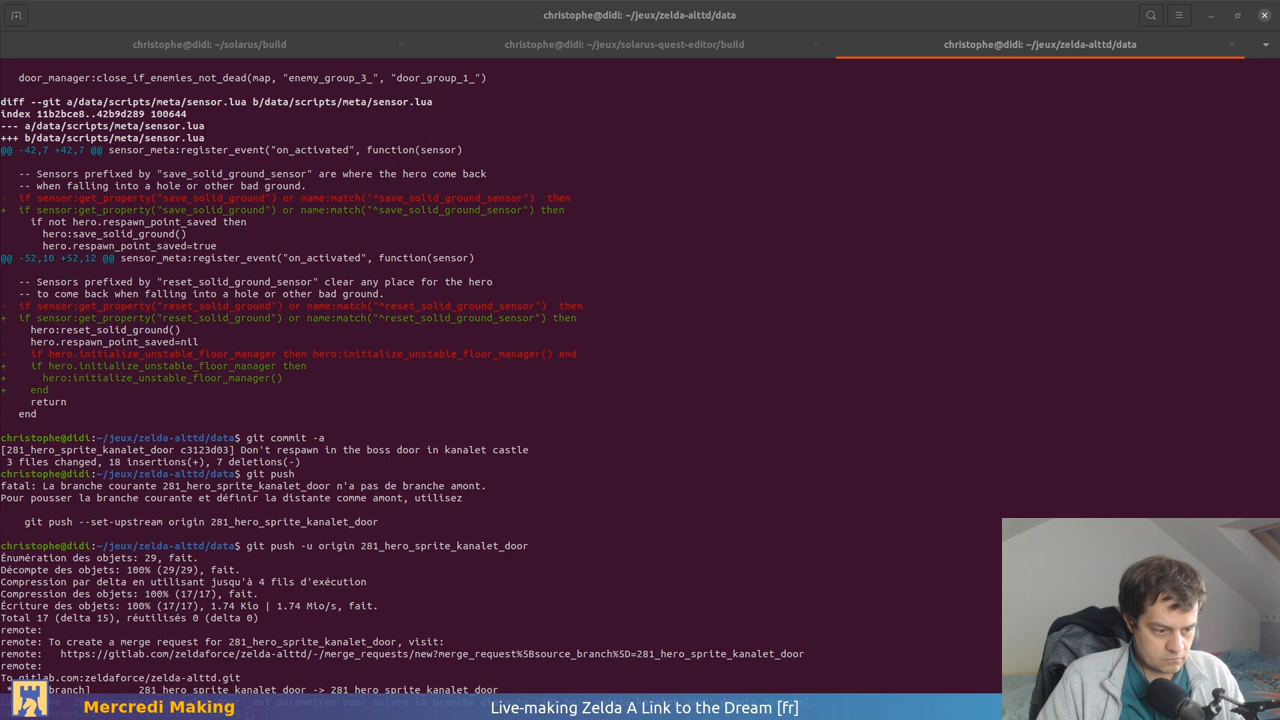 christophe@didi: ~/jeux/zelda-alttd/data
christophe@didi: ~/solarus/build
christophe@didi: ~/jeux/solarus-quest-editor/build
christophe@didi: ~/jeux/zelda-alttd/data
door_manager:close_if_enemies_not_dead(map, "enemy_group_3_", "door_group_1_")
diff --git a/data/scripts/meta/sensor.lua b/data/scripts/meta/sensor.lua
index 11b2bce8..42b9d289 100644
--- a/data/scripts/meta/sensor.lua
+++ b/data/scripts/meta/sensor.lua
@@ -42,7 +42,7 @@ sensor_meta:register_event("on_activated", function(sensor)
-- Sensors prefixed by "save_solid_ground_sensor" are where the hero come back
-- when falling into a hole or other bad ground.
-  if sensor:get_property("save_solid_ground") or name:match("^save_solid_ground_sensor")  then
+  if sensor:get_property("save_solid_ground") or name:match("^save_solid_ground_sensor") then
if not hero.respawn_point_saved then
hero:save_solid_ground()
hero.respawn_point_saved=true
@@ -52,10 +52,12 @@ sensor_meta:register_event("on_activated", function(sensor)
-- Sensors prefixed by "reset_solid_ground_sensor" clear any place for the hero
-- to come back when falling into a hole or other bad ground.
-  if sensor:get_property("reset_solid_ground") or name:match("^reset_solid_ground_sensor")  then
+  if sensor:get_property("reset_solid_ground") or name:match("^reset_solid_ground_sensor") then
hero:reset_solid_ground()
hero.respawn_point_saved=nil
-    if hero.initialize_unstable_floor_manager then hero:initialize_unstable_floor_manager() end
+    if hero.initialize_unstable_floor_manager then
+      hero:initialize_unstable_floor_manager()
+    end
return
end
christophe@didi:~/jeux/zelda-alttd/data$ git commit -a
[281_hero_sprite_kanalet_door c3123d03] Don't respawn in the boss door in kanalet castle
3 files changed, 18 insertions(+), 7 deletions(-)
christophe@didi:~/jeux/zelda-alttd/data$ git push
fatal: La branche courante 281_hero_sprite_kanalet_door n'a pas de branche amont.
Pour pousser la branche courante et définir la distante comme amont, utilisez
git push --set-upstream origin 281_hero_sprite_kanalet_door
christophe@didi:~/jeux/zelda-alttd/data$ git push -u origin 281_hero_sprite_kanalet_door
Énumération des objets: 29, fait.
Décompte des objets: 100% (29/29), fait.
Compression par delta en utilisant jusqu'à 4 fils d'exécution
Compression des objets: 100% (17/17), fait.
Écriture des objets: 100% (17/17), 1.74 Kio | 1.74 Mio/s, fait.
Total 17 (delta 15), réutilisés 0 (delta 0)
remote:
remote: To create a merge request for 281_hero_sprite_kanalet_door, visit:
remote:   https://gitlab.com/zeldaforce/zelda-alttd/-/merge_requests/new?merge_request%5Bsource_branch%5D=281_hero_sprite_kanalet_door
remote:
To gitlab.com:zeldaforce/zelda-alttd.git
branch]        281_hero_sprite_kanalet_door -> 281_hero_sprite_kanalet_door
Mercredi Making
Live-making Zelda A Link to the Dream [fr]